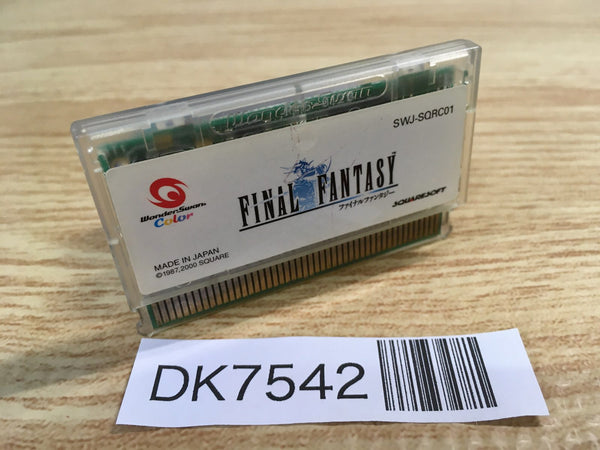 WonderSwan
SWJ-SQRC01
WonderSwan
Color
FINAL FANTASY
ファイナルファンタジー
SQUARESOFT
MADE IN JAPAN
©1987,2000 SQUARE
DK7542